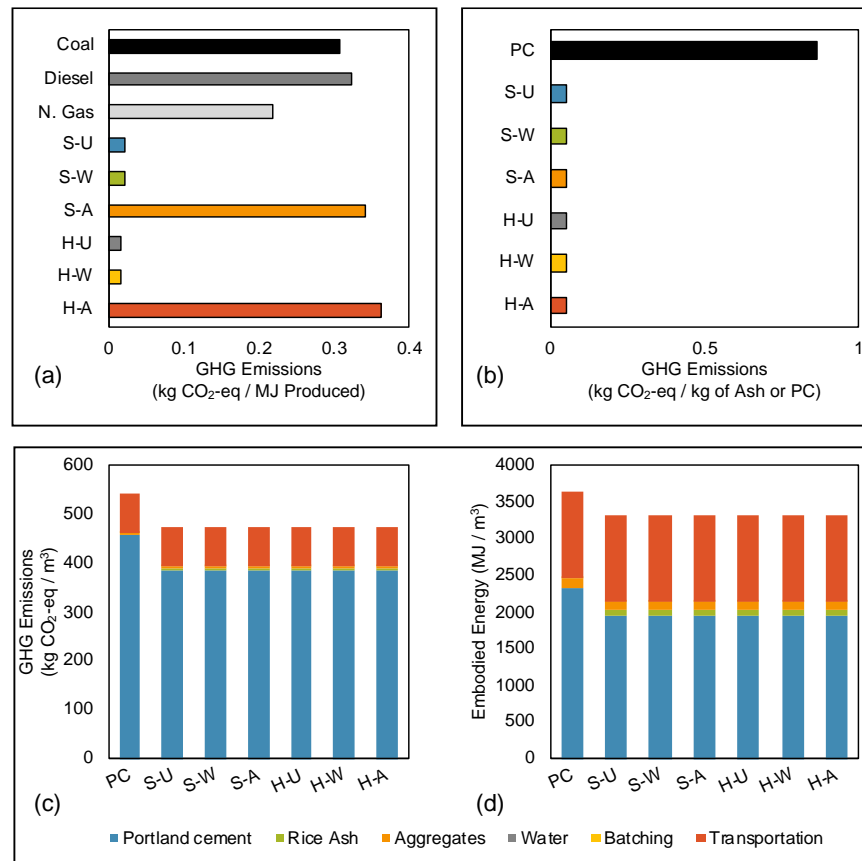 Coal
Diesel
N. Gas
S-U
S-W
S-A
H-U
H-W
H-A
0 0.1 0.2 0.3 0.4
GHG Emissions
(kg CO₂-eq / MJ Produced)
(a)
PC
S-U
S-W
S-A
H-U
H-W
H-A
0 0.5 1
GHG Emissions
(kg CO₂-eq / kg of Ash or PC)
(b)
600
500
400
300
200
100
0
GHG Emissions
(kg CO₂-eq / m³)
PC S-U S-W S-A H-U H-W H-A
(c)
4000
3500
3000
2500
2000
1500
1000
500
0
Embodied Energy (MJ / m³)
PC S-U S-W S-A H-U H-W H-A
(d)
Portland cement Rice Ash Aggregates Water Batching Transportation